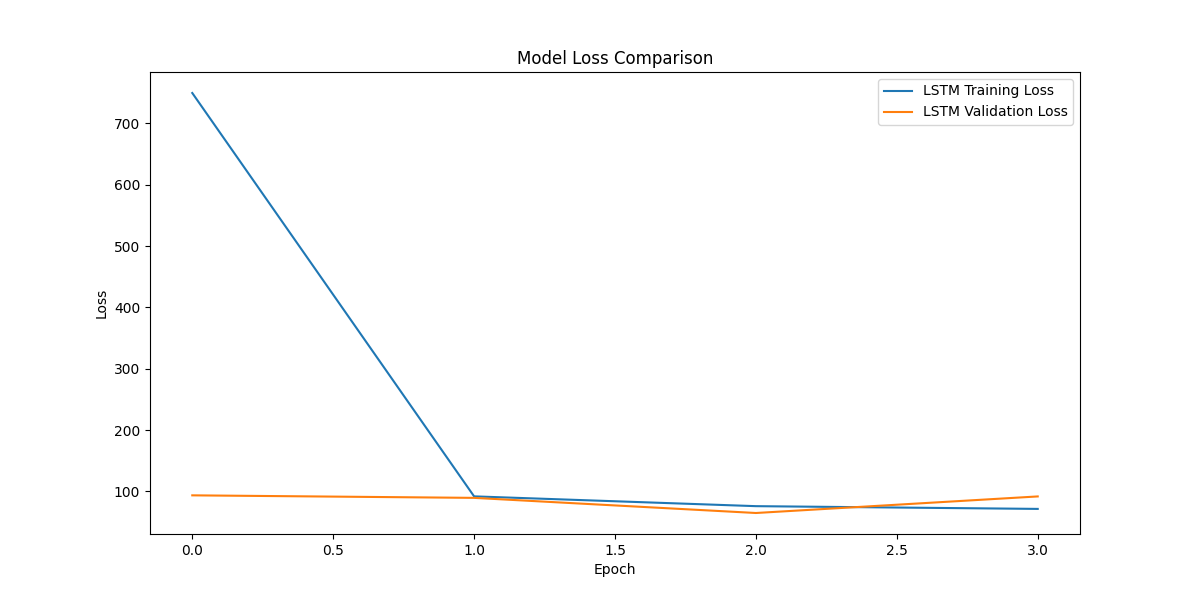 Model Loss Comparison
LSTM Training Loss
LSTM Validation Loss
700
600
500
400
300
200
100
Loss
0.0 0.5 1.0 1.5 2.0 2.5 3.0
Epoch